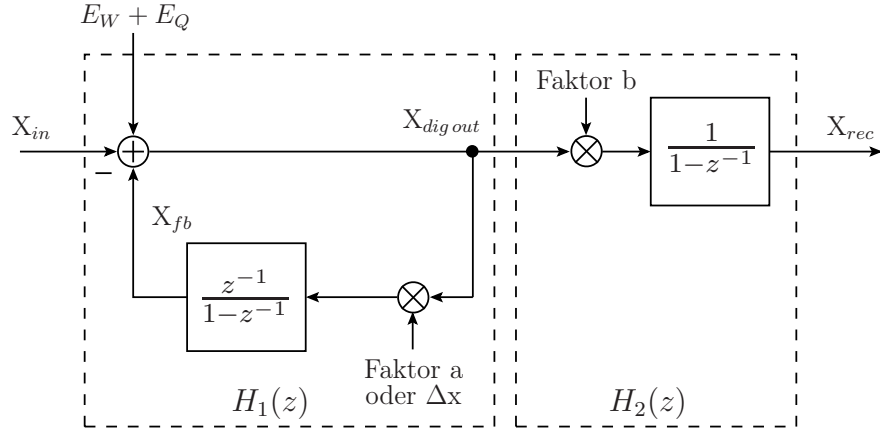 E_W + E_Q
X_in
−
X_fb
X_dig out
Faktor b
1
1−z^{−1}
X_rec
z^{−1}
1−z^{−1}
Faktor a
oder Δx
H_1(z)
H_2(z)